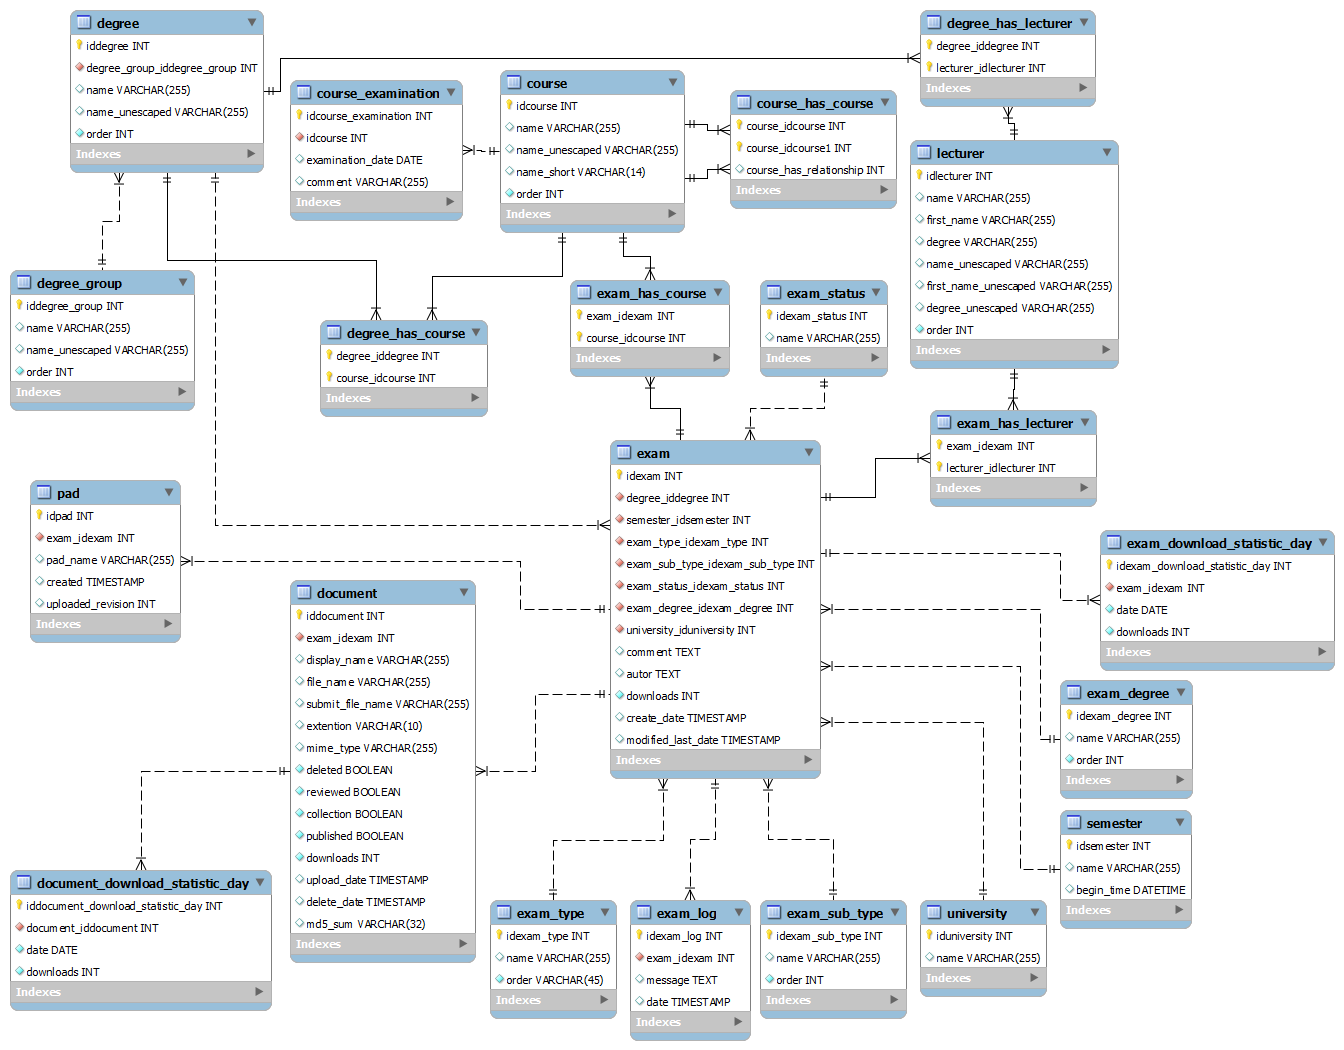 degree
iddegree INT
degree_group_iddegree_group INT
name VARCHAR(255)
name_unescaped VARCHAR(255)
order INT
Indexes
course_examination
idcourse_examination INT
idcourse INT
examination_date DATE
comment VARCHAR(255)
Indexes
course
idcourse INT
name VARCHAR(255)
name_unescaped VARCHAR(255)
name_short VARCHAR(14)
order INT
Indexes
course_has_course
course_idcourse INT
course_idcourse1 INT
course_has_relationship INT
Indexes
degree_has_lecturer
degree_iddegree INT
lecturer_idlecturer INT
Indexes
lecturer
idlecturer INT
name VARCHAR(255)
first_name VARCHAR(255)
degree VARCHAR(255)
name_unescaped VARCHAR(255)
first_name_unescaped VARCHAR(255)
degree_unescaped VARCHAR(255)
order INT
Indexes
degree_group
iddegree_group INT
name VARCHAR(255)
name_unescaped VARCHAR(255)
order INT
Indexes
degree_has_course
degree_iddegree INT
course_idcourse INT
Indexes
exam_has_course
exam_idexam INT
course_idcourse INT
Indexes
exam_status
idexam_status INT
name VARCHAR(255)
Indexes
exam_has_lecturer
exam_idexam INT
lecturer_idlecturer INT
Indexes
exam
idexam INT
degree_iddegree INT
semester_idsemester INT
exam_type_idexam_type INT
exam_sub_type_idexam_sub_type INT
exam_status_idexam_status INT
exam_degree_idexam_degree INT
university_iduniversity INT
comment TEXT
autor TEXT
downloads INT
create_date TIMESTAMP
modified_last_date TIMESTAMP
Indexes
pad
idpad INT
exam_idexam INT
pad_name VARCHAR(255)
created TIMESTAMP
uploaded_revision INT
Indexes
document
iddocument INT
exam_idexam INT
display_name VARCHAR(255)
file_name VARCHAR(255)
submit_file_name VARCHAR(255)
extention VARCHAR(10)
mime_type VARCHAR(255)
deleted BOOLEAN
reviewed BOOLEAN
collection BOOLEAN
published BOOLEAN
downloads INT
upload_date TIMESTAMP
delete_date TIMESTAMP
md5_sum VARCHAR(32)
Indexes
exam_download_statistic_day
idexam_download_statistic_day INT
exam_idexam INT
date DATE
downloads INT
Indexes
exam_degree
idexam_degree INT
name VARCHAR(255)
order INT
Indexes
semester
idsemester INT
name VARCHAR(255)
begin_time DATETIME
Indexes
document_download_statistic_day
iddocument_download_statistic_day INT
document_iddocument INT
date DATE
downloads INT
Indexes
exam_type
idexam_type INT
name VARCHAR(255)
order VARCHAR(45)
Indexes
exam_log
idexam_log INT
exam_idexam INT
message TEXT
date TIMESTAMP
Indexes
exam_sub_type
idexam_sub_type INT
name VARCHAR(255)
order INT
Indexes
university
iduniversity INT
name VARCHAR(255)
Indexes